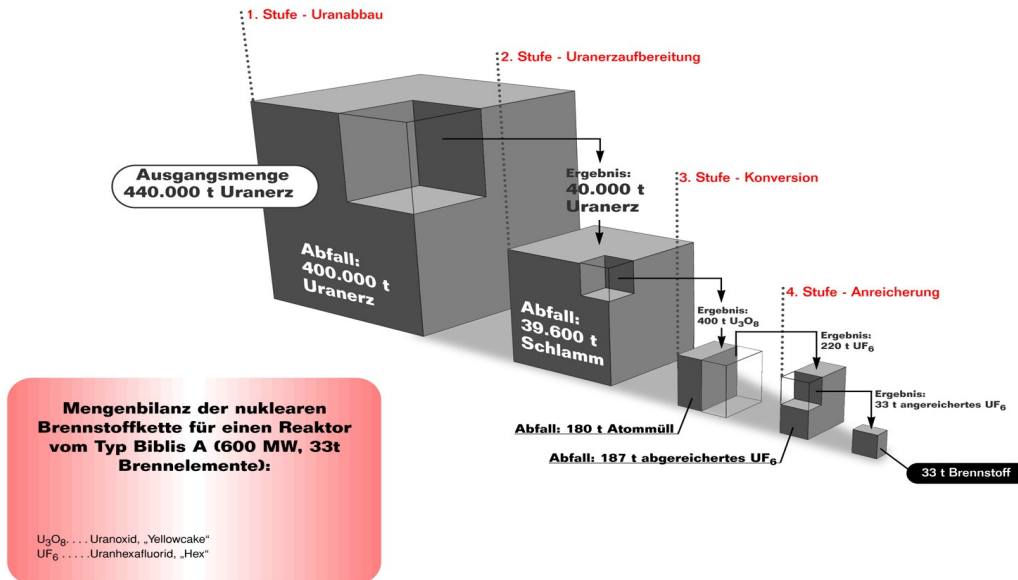 1. Stufe - Uranabbau
2. Stufe - Uranerzaufbereitung
Ausgangsmenge
440.000 t Uranerz
Ergebnis:
40.000 t
Uranerz
3. Stufe - Konversion
Abfall:
400.000 t
Uranerz
Abfall:
39.600 t
Schlamm
Ergebnis:
400 t U₃O₈
4. Stufe - Anreicherung
Ergebnis:
220 t UF₆
Ergebnis:
33 t angereichertes UF₆
Abfall: 180 t Atommüll
Abfall: 187 t abgereichertes UF₆
33 t Brennstoff
Mengenbilanz der nuklearen
Brennstoffkette für einen Reaktor
vom Typ Biblis A (600 MW, 33t
Brennelemente):
U₃O₈. . . . Uranoxid, „Yellowcake“
UF₆ . . . . . Uranhexafluorid, „Hex“